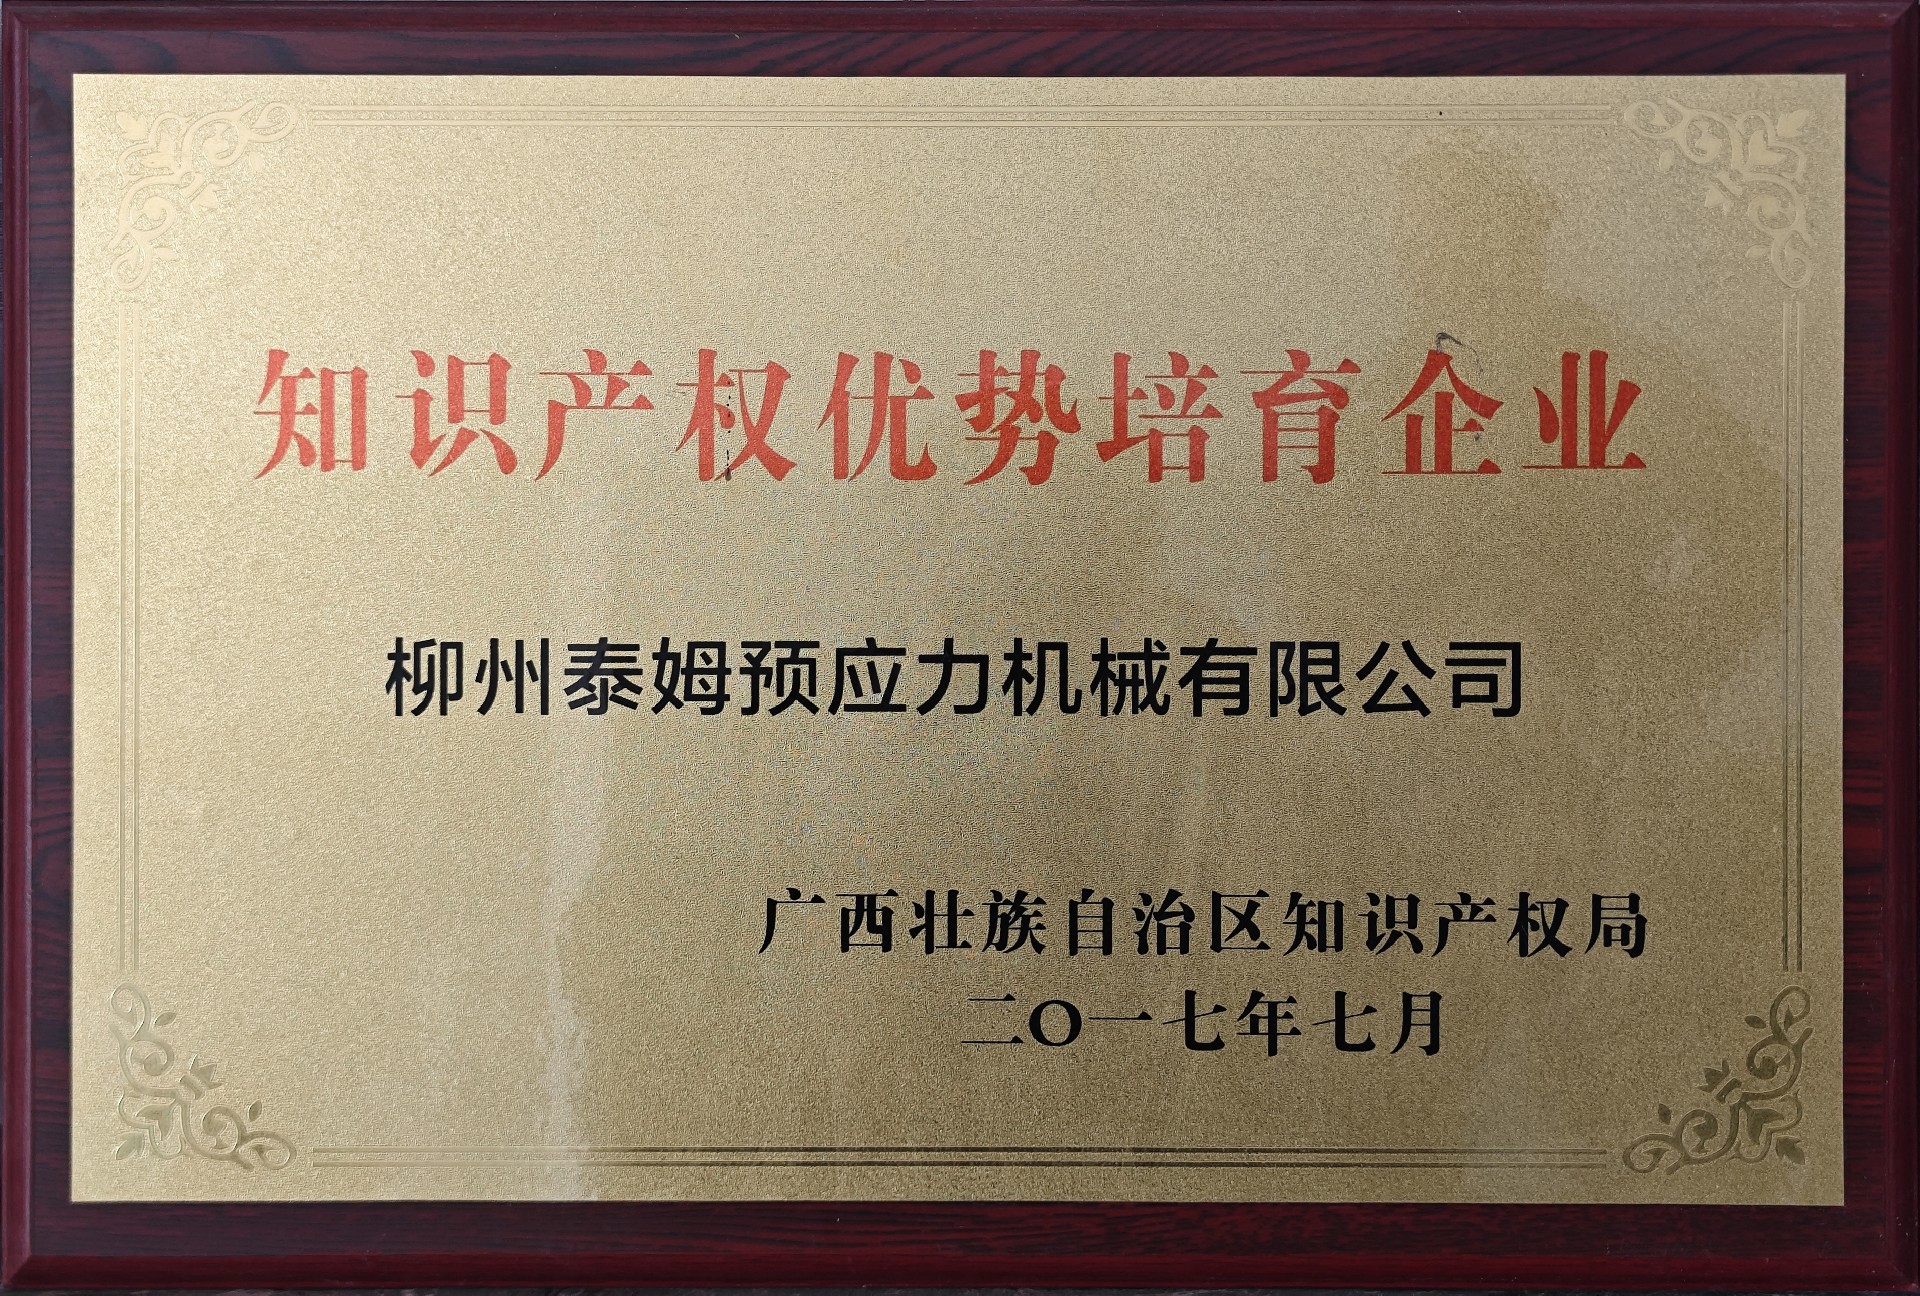 知识产权优势培育企业
柳州泰姆预应力机械有限公司
广西壮族自治区知识产权局
二〇一七年七月